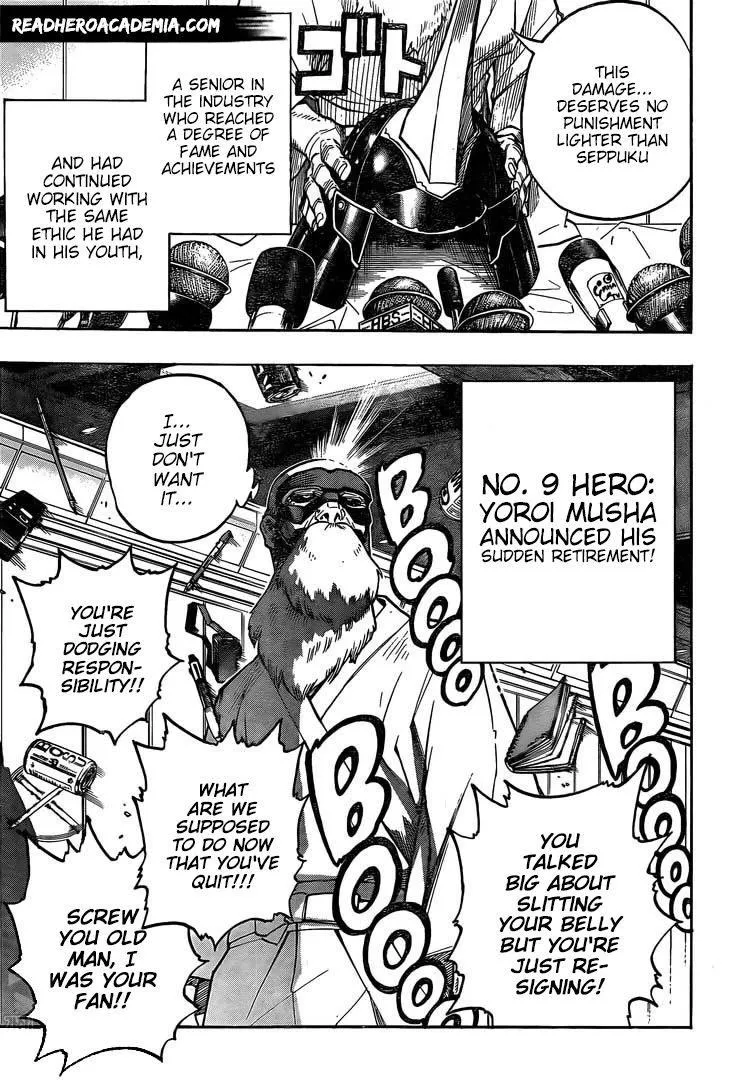 READHEROACADEMIA.COM
ゴト
THIS
DAMAGE...
DESERVES NO
PUNISHMENT
LIGHTER THAN
SEPPUKU
A SENIOR IN
THE INDUSTRY
WHO REACHED
A DEGREE OF
FAME AND
ACHIEVEMENTS
AND HAD
CONTINUED
WORKING WITH
THE SAME
ETHIC HE HAD
IN HIS YOUTH,
HBS
TV
NO. 9 HERO:
YOROI MUSHA
ANNOUNCED HIS
SUDDEN RETIREMENT!
I...
JUST
DON'T
WANT
IT...
BOOOOO
YOU'RE
JUST
DODGING
RESPON-
SIBILITY!!
BOOOO
BOOOO
WHAT
ARE WE
SUPPOSED
TO DO NOW
THAT YOU'VE
QUIT!!!
YOU
TALKED
BIG ABOUT
SLITTING
YOUR BELLY
BUT YOU'RE
JUST RE-
SIGNING!
SCREW
YOU OLD
MAN, I
WAS YOUR
FAN!!